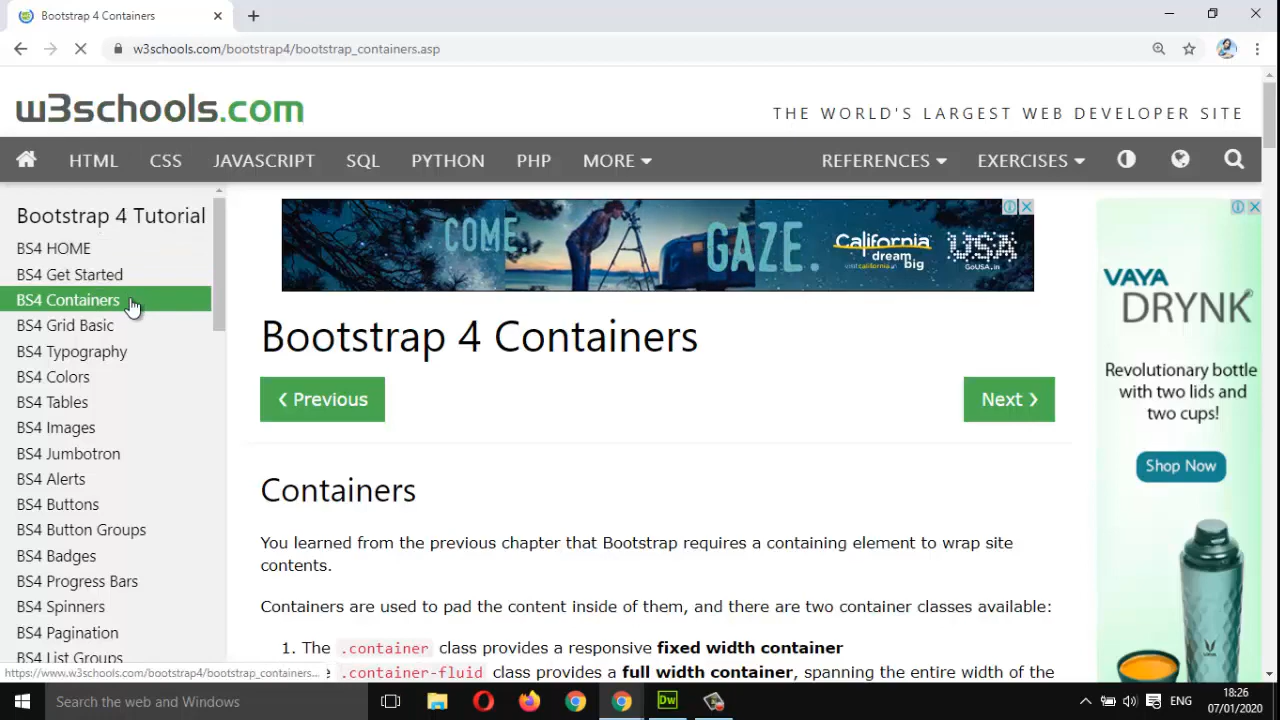 Bootstrap 4 Containers
w3schools.com/bootstrap4/bootstrap_containers.asp
w3schools.com
THE WORLD'S LARGEST WEB DEVELOPER SITE
HTML CSS JAVASCRIPT SQL PYTHON PHP MORE REFERENCES EXERCISES
Bootstrap 4 Tutorial
BS4 HOME
BS4 Get Started
BS4 Containers
BS4 Grid Basic
BS4 Typography
BS4 Colors
BS4 Tables
BS4 Images
BS4 Jumbotron
BS4 Alerts
BS4 Buttons
BS4 Button Groups
BS4 Badges
BS4 Progress Bars
BS4 Spinners
BS4 Pagination
BS4 List Groups
https://www.w3schools.com/bootstrap4/bootstrap_containers...
COME. GAZE.
California
dream
big
USA
GoUSA.in
Bootstrap 4 Containers
❮ Previous
Next ❯
Containers
You learned from the previous chapter that Bootstrap requires a containing element to wrap site
contents.
Containers are used to pad the content inside of them, and there are two container classes available:
1. The .container class provides a responsive fixed width container
.container-fluid class provides a full width container, spanning the entire width of the
VAYA
DRYNK
Revolutionary bottle
with two lids and
two cups!
Shop Now
Search the web and Windows
Dw
ENG
18:26
07/01/2020